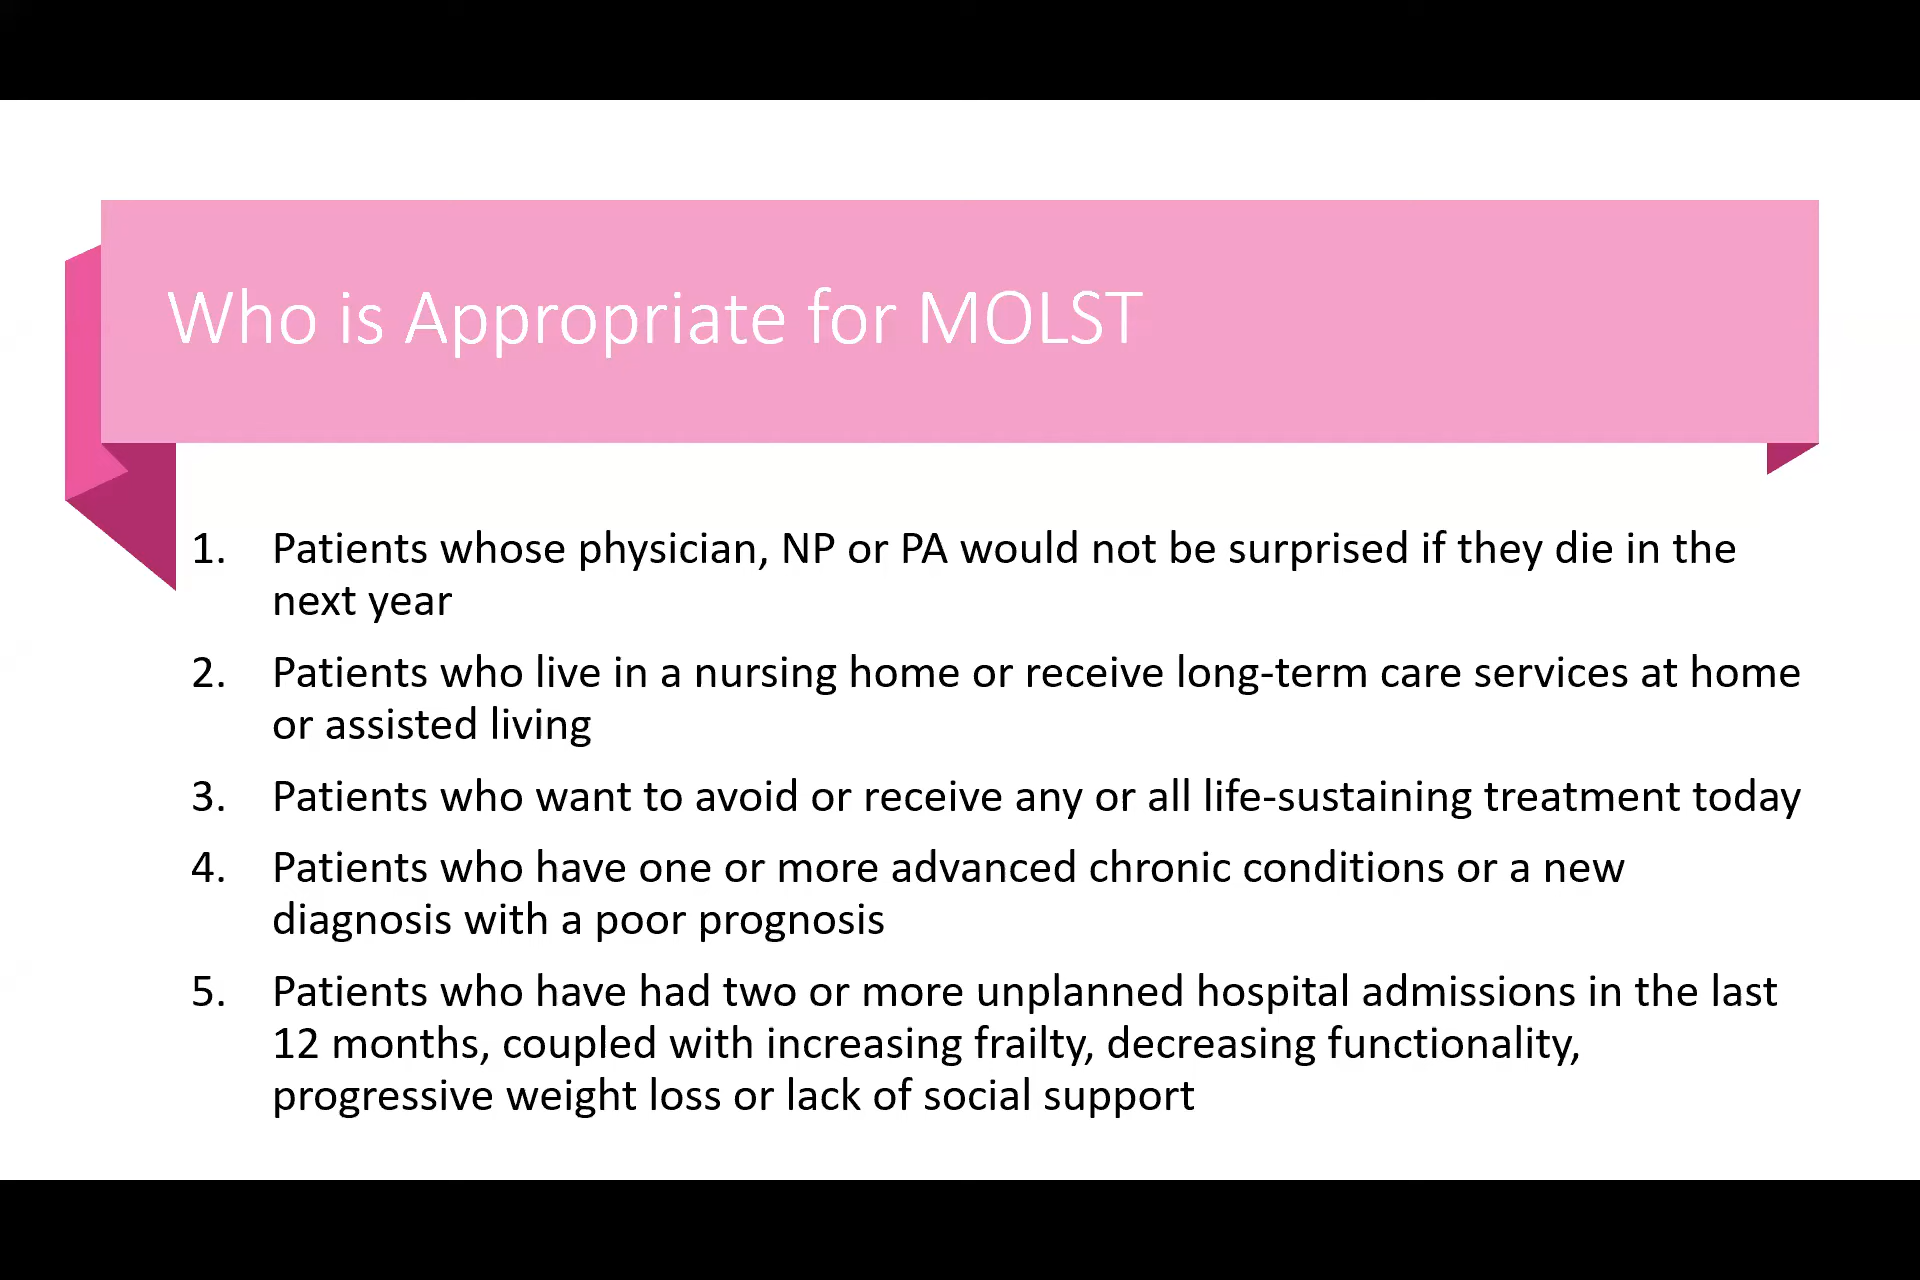 Who is Appropriate for MOLST
1. Patients whose physician, NP or PA would not be surprised if they die in the
next year
2. Patients who live in a nursing home or receive long-term care services at home
or assisted living
3. Patients who want to avoid or receive any or all life-sustaining treatment today
4. Patients who have one or more advanced chronic conditions or a new
diagnosis with a poor prognosis
5. Patients who have had two or more unplanned hospital admissions in the last
12 months, coupled with increasing frailty, decreasing functionality,
progressive weight loss or lack of social support